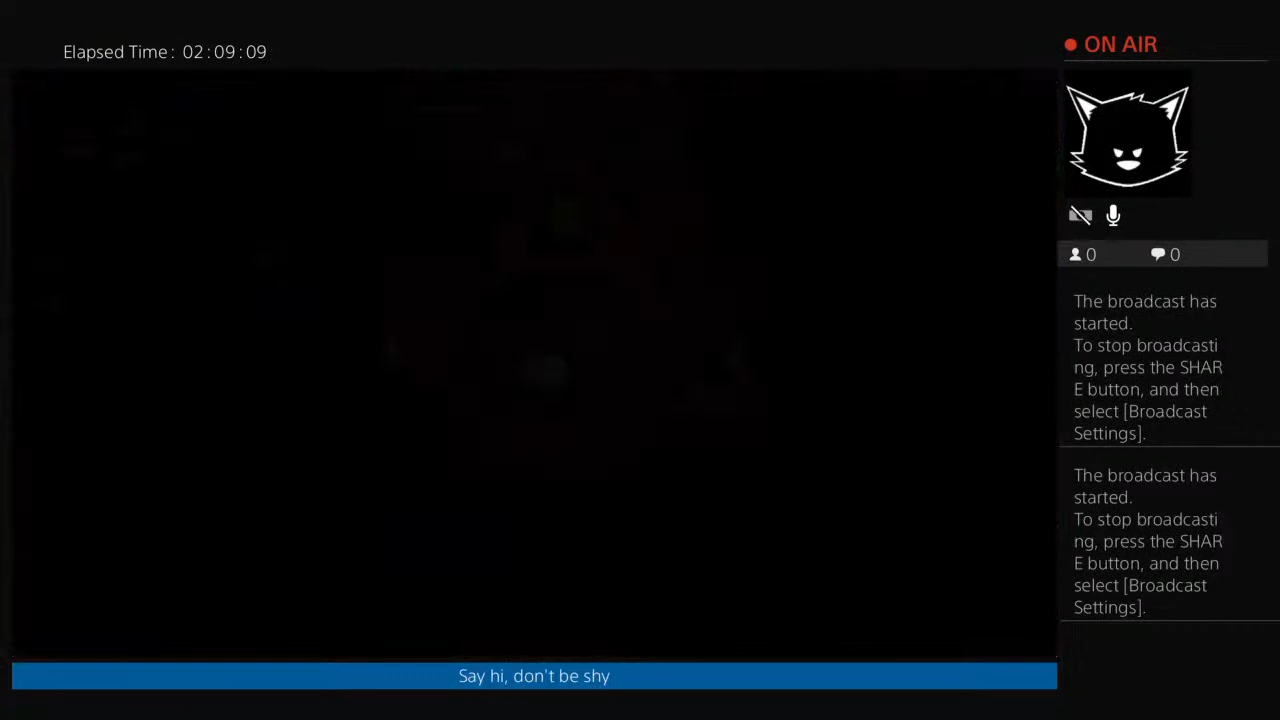 Elapsed Time: 02:09:09
ON AIR
0 0
The broadcast has
started.
To stop broadcasti
ng, press the SHAR
E button, and then
select [Broadcast
Settings].
The broadcast has
started.
To stop broadcasti
ng, press the SHAR
E button, and then
select [Broadcast
Settings].
Say hi, don't be shy